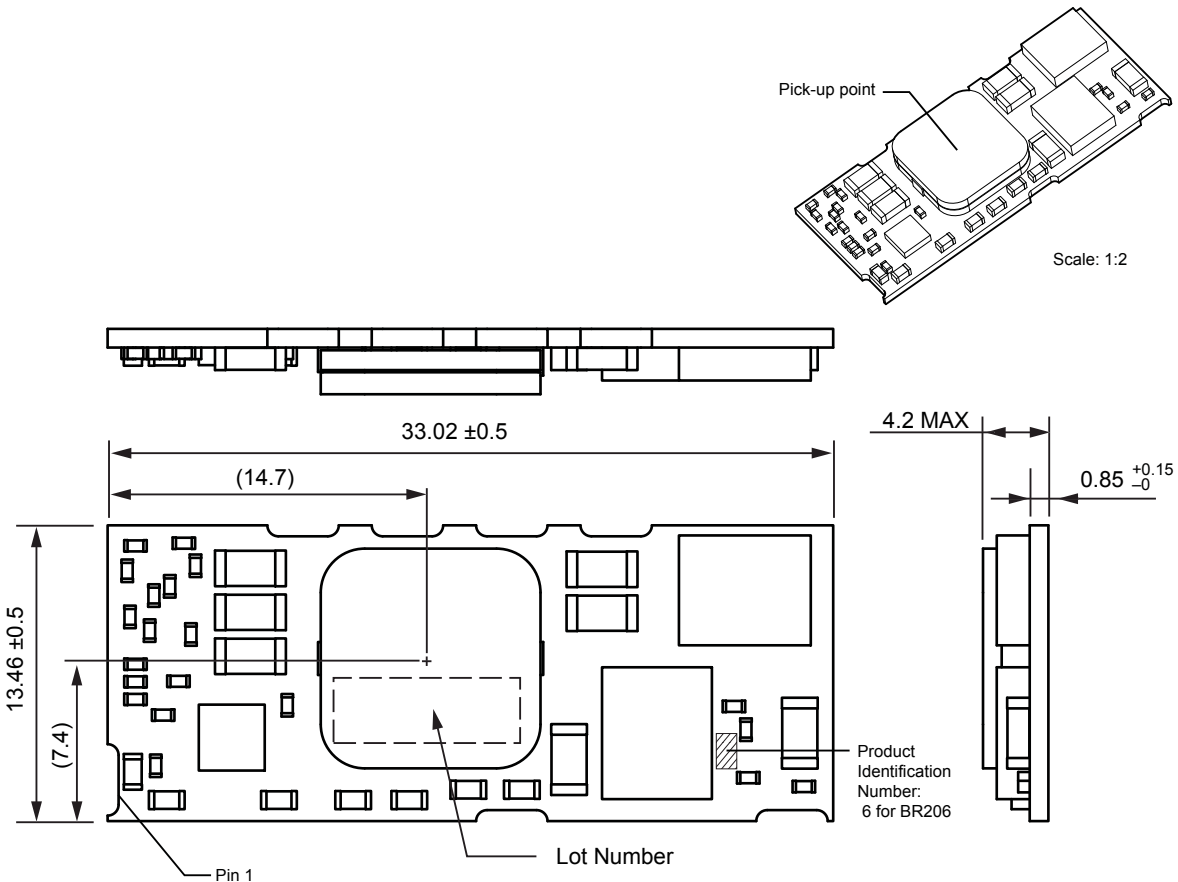 Pick-up point
Scale: 1:2
33.02 ±0.5
(14.7)
4.2 MAX
0.85 +0.15
–0
13.46 ±0.5
(7.4)
Product
Identification
Number:
6 for BR206
Lot Number
Pin 1